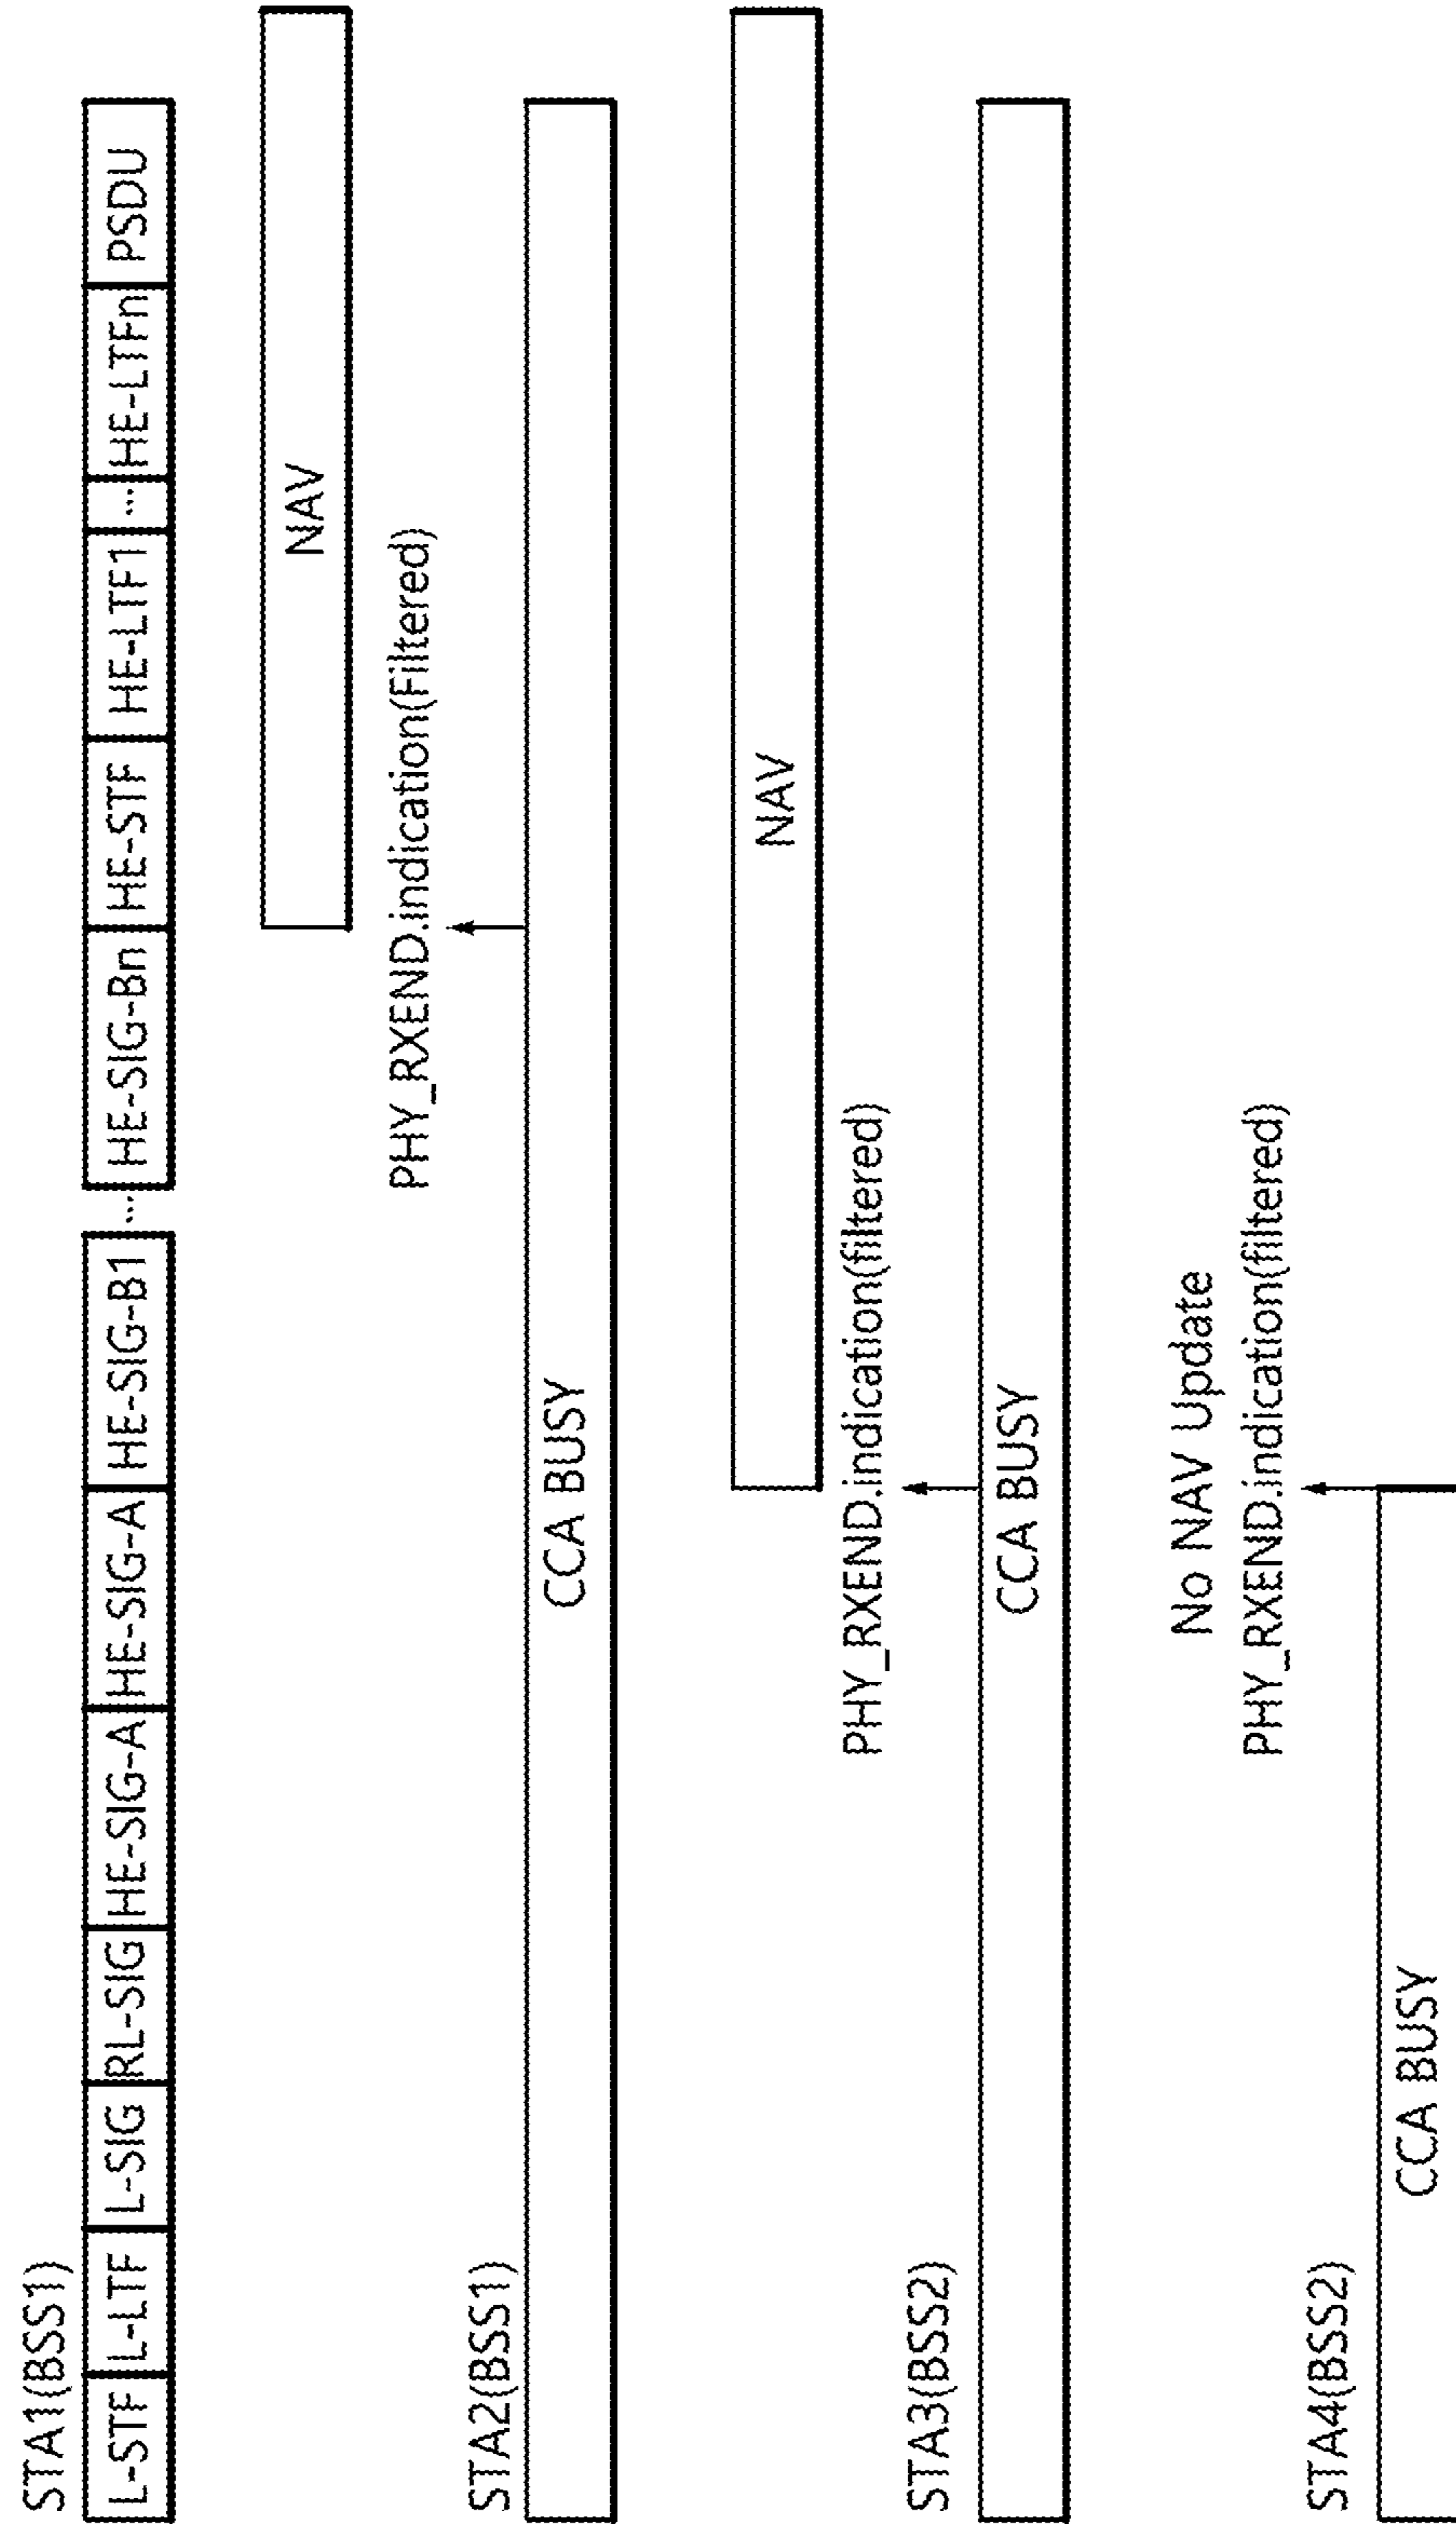 STA1(BSS1)
L-STF L-LTF L-SIG RL-SIG HE-SIG-A HE-SIG-A HE-SIG-B1 ... HE-SIG-Bn HE-STF HE-LTF1 ... HE-LTFn PSDU
NAV
PHY_RXEND.indication(Filtered)
STA2(BSS1)
CCA BUSY
NAV
PHY_RXEND.indication(filtered)
STA3(BSS2)
CCA BUSY
No NAV Update
PHY_RXEND.indication(filtered)
STA4(BSS2)
CCA BUSY